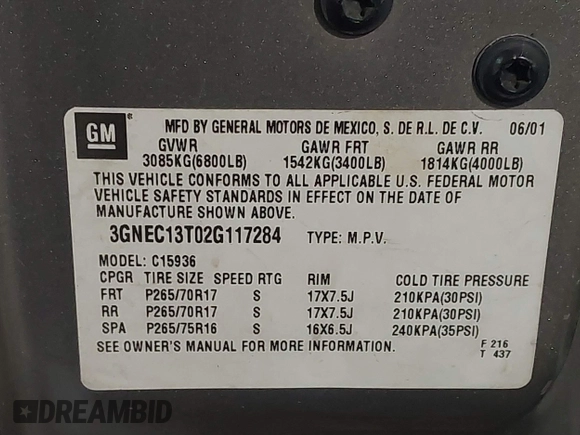 GM
MFD BY GENERAL MOTORS DE MEXICO, S. DE R.L. DE C.V. 06/01
GVWR GAWR FRT GAWR RR
3085KG(6800LB) 1542KG(3400LB) 1814KG(4000LB)
THIS VEHICLE CONFORMS TO ALL APPLICABLE U.S. FEDERAL MOTOR
VEHICLE SAFETY STANDARDS IN EFFECT ON THE DATE OF
MANUFACTURE SHOWN ABOVE.
3GNEC13T02G117284 TYPE: M.P.V.
MODEL: C15936
CPGR TIRE SIZE SPEED RTG RIM COLD TIRE PRESSURE
FRT P265/70R17 S 17X7.5J 210KPA(30PSI)
RR P265/70R17 S 17X7.5J 210KPA(30PSI)
SPA P265/75R16 S 16X6.5J 240KPA(35PSI)
SEE OWNER'S MANUAL FOR MORE INFORMATION. F 216
T 437
DREAMBID